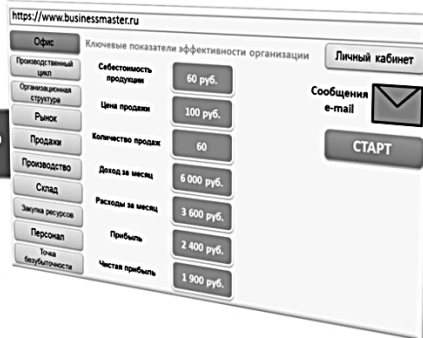 https://www.businessmaster.ru
Офис
Ключевые показатели эффективности организации
Личный кабинет
Производственный
цикл
Себестоимость
продукции
60 руб.
Сообщения
e-mail
Организационная
структура
Цена продажи
100 руб.
Рынок
Количество продаж
60
СТАРТ
Продажи
Производство
Доход за месяц
6 000 руб.
Склад
Расходы за месяц
3 600 руб.
Закупка ресурсов
Прибыль
2 400 руб.
Персонал
Точка
безубыточности
Чистая прибыль
1 900 руб.